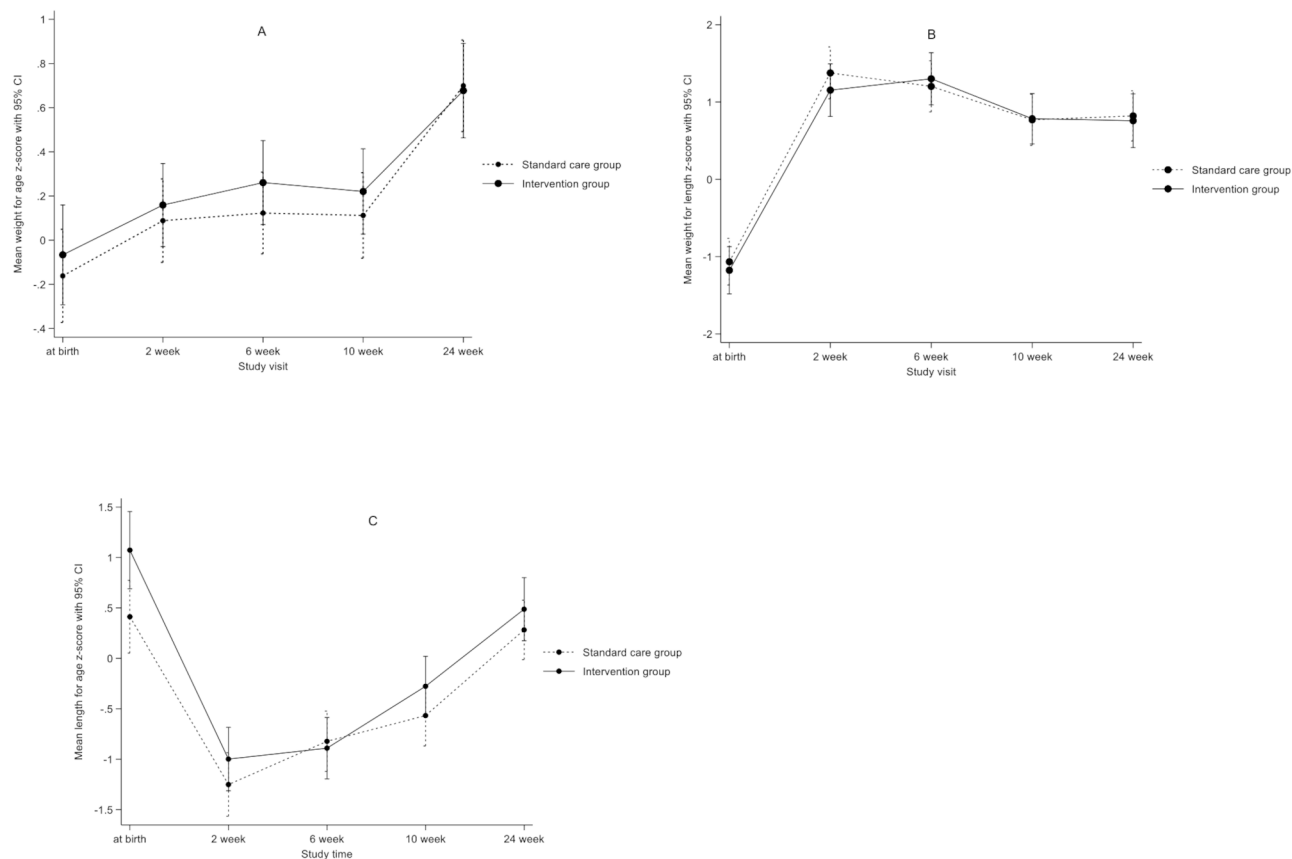 A
Mean weight for age z-score with 95% CI
1
.8
.6
.4
.2
0
-.2
-.4
at birth
2 week
6 week
10 week
24 week
Study visit
Standard care group
Intervention group
B
Mean weight for length z-score with 95% CI
2
1
0
-1
-2
at birth
2 week
6 week
10 week
24 week
Study visit
Standard care group
Intervention group
C
Mean length for age z-score with 95% CI
1.5
1
.5
0
-.5
-1
-1.5
at birth
2 week
6 week
10 week
24 week
Study time
Standard care group
Intervention group